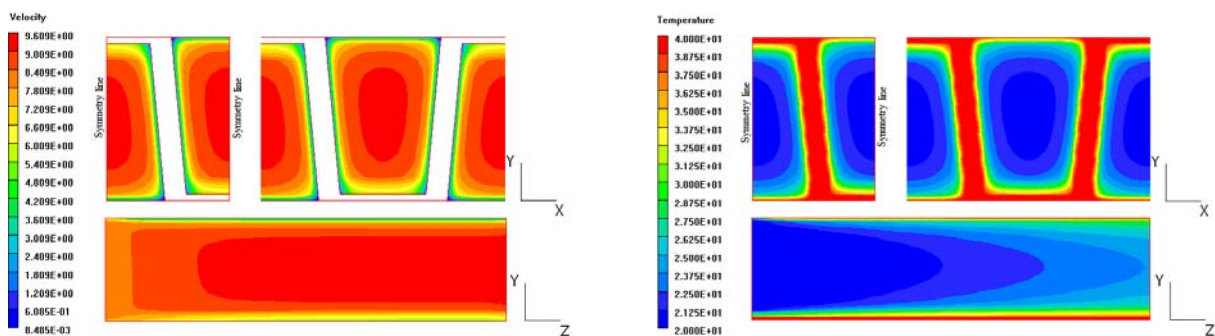 Velocity
9.609E+00
9.009E+00
8.409E+00
7.809E+00
7.209E+00
6.609E+00
6.009E+00
5.409E+00
4.809E+00
4.209E+00
3.609E+00
3.009E+00
2.409E+00
1.809E+00
1.209E+00
6.085E-01
8.485E-03
Symmetry line
Symmetry line
Y
X
Y
Z
Temperature
4.000E+01
3.875E+01
3.750E+01
3.625E+01
3.500E+01
3.375E+01
3.250E+01
3.125E+01
3.000E+01
2.875E+01
2.750E+01
2.625E+01
2.500E+01
2.375E+01
2.250E+01
2.125E+01
2.000E+01
Symmetry line
Symmetry line
Y
X
Y
Z